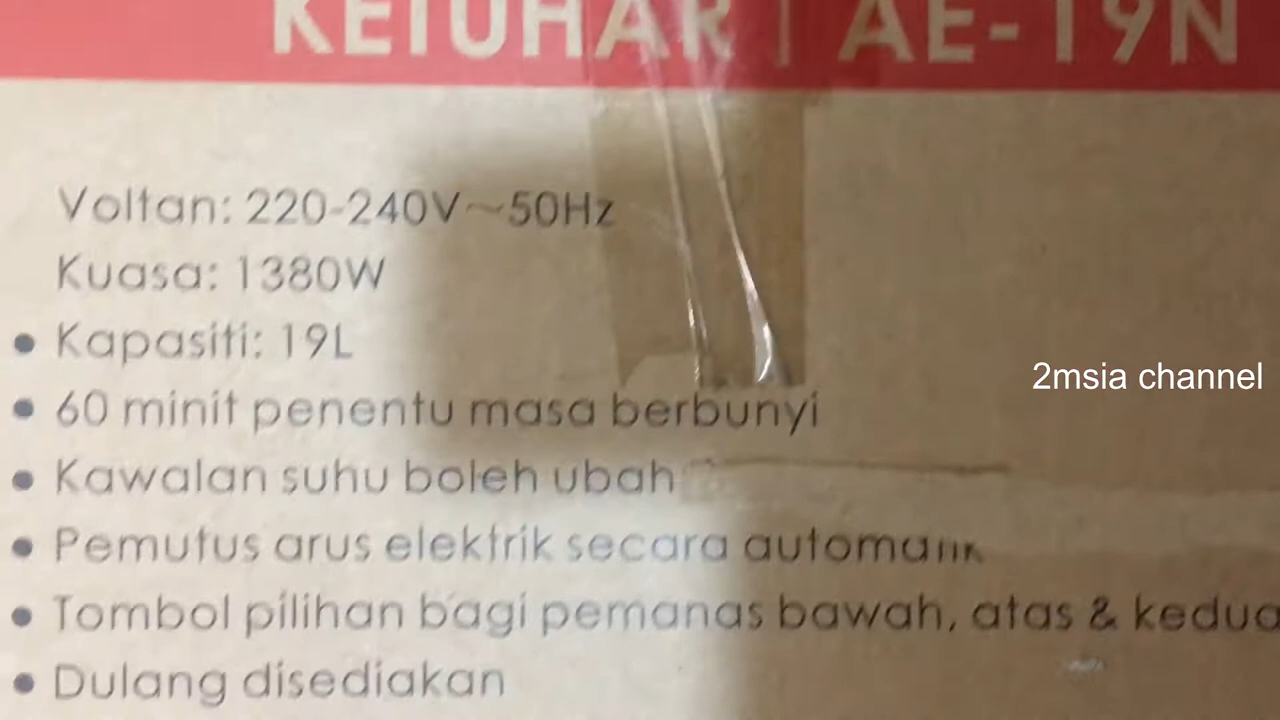 KETUHAR | AE-19N
Voltan: 220-240V~50Hz
Kuasa: 1380W
• Kapasiti: 19L
• 60 minit penentu masa berbunyi
• Kawalan suhu boleh ubah
• Pemutus arus elektrik secara automatik
• Tombol pilihan bagi pemanas bawah, atas & kedua
• Dulang disediakan
2msia channel